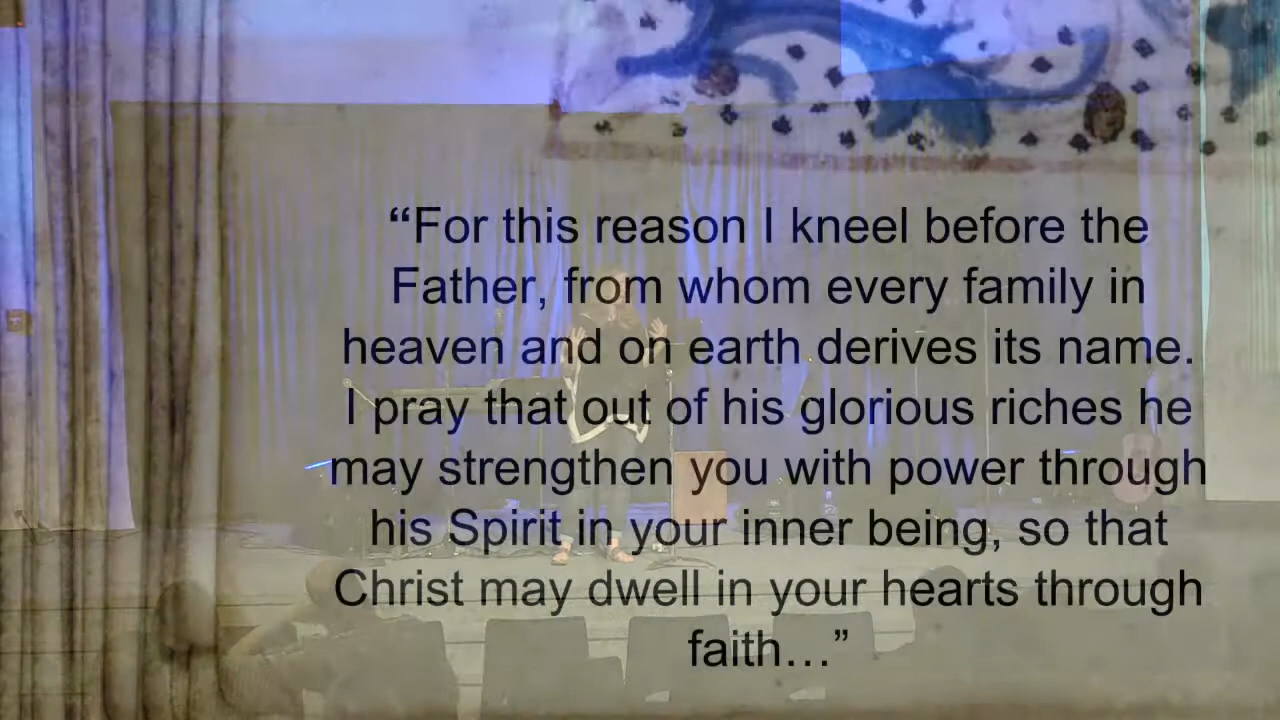 “For this reason I kneel before the
Father, from whom every family in
heaven and on earth derives its name.
I pray that out of his glorious riches he
may strengthen you with power through
his Spirit in your inner being, so that
Christ may dwell in your hearts through
faith…”